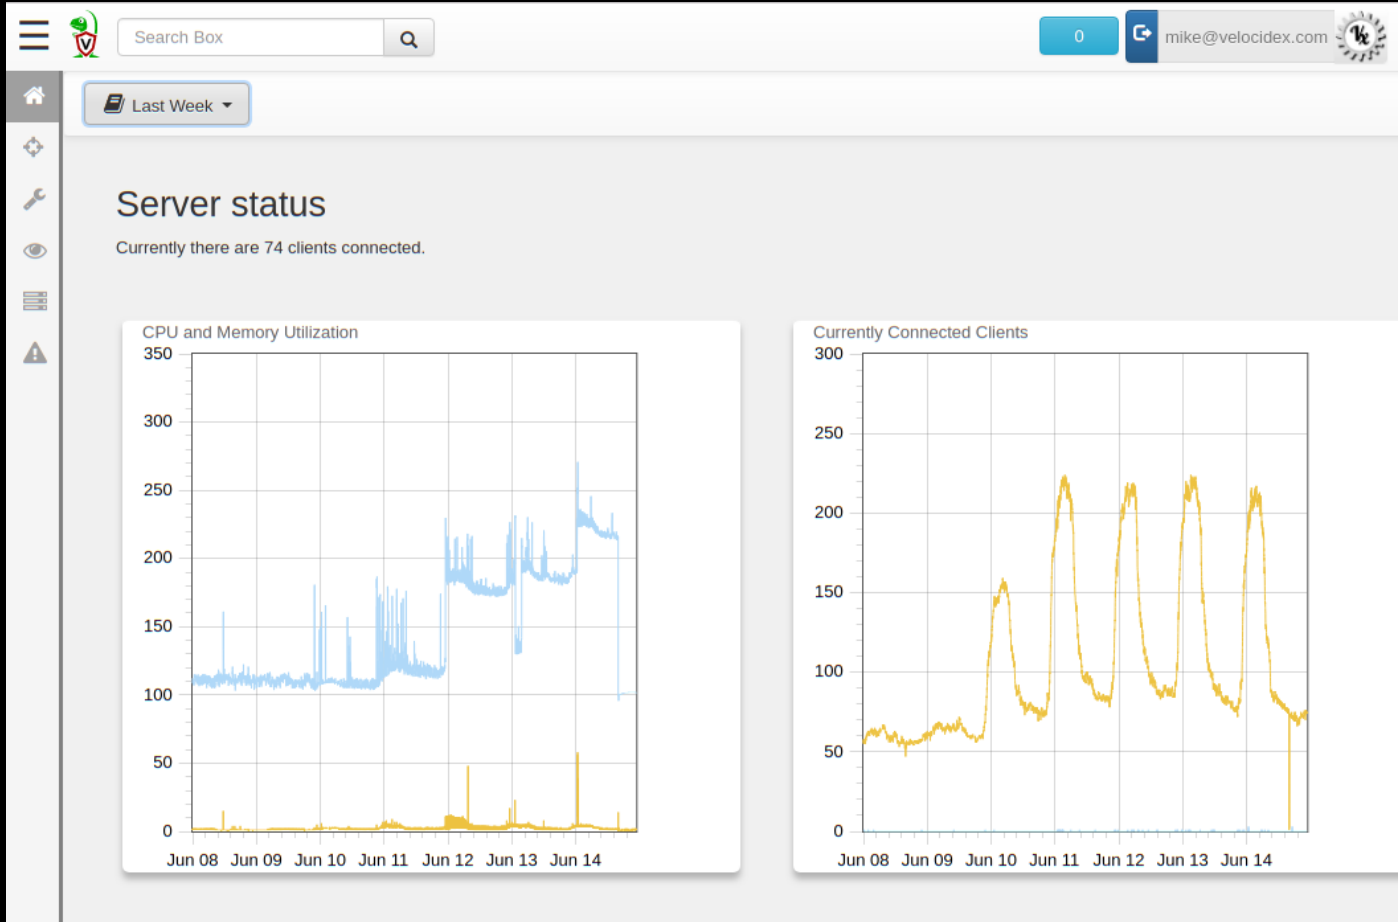 Search Box
0
mike@velocidex.com
Last Week
Server status
Currently there are 74 clients connected.
CPU and Memory Utilization
350
300
250
200
150
100
50
0
Jun 08 Jun 09 Jun 10 Jun 11 Jun 12 Jun 13 Jun 14
Currently Connected Clients
300
250
200
150
100
50
0
Jun 08 Jun 09 Jun 10 Jun 11 Jun 12 Jun 13 Jun 14